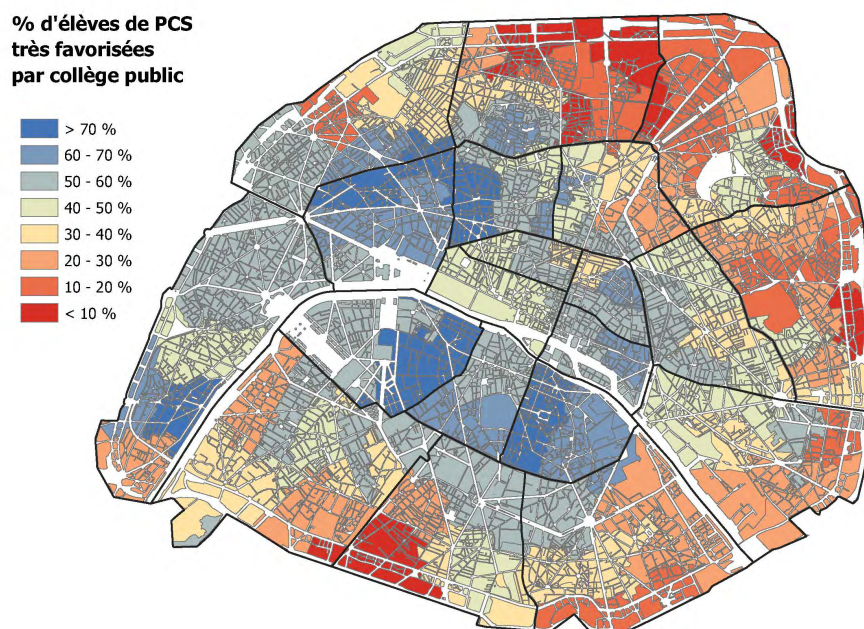 % d'élèves de PCS
très favorisées
par collège public
> 70 %
60 - 70 %
50 - 60 %
40 - 50 %
30 - 40 %
20 - 30 %
10 - 20 %
< 10 %